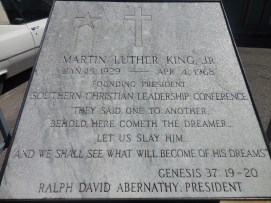 MARTIN LUTHER KING, JR.
JAN 15, 1929 — APR. 4, 1968
FOUNDING PRESIDENT
SOUTHERN CHRISTIAN LEADERSHIP CONFERENCE
THEY SAID ONE TO ANOTHER,
BEHOLD, HERE COMETH THE DREAMER...
LET US SLAY HIM...
AND WE SHALL SEE WHAT WILL BECOME OF HIS DREAMS"
GENESIS 37: 19-20
RALPH DAVID ABERNATHY, PRESIDENT